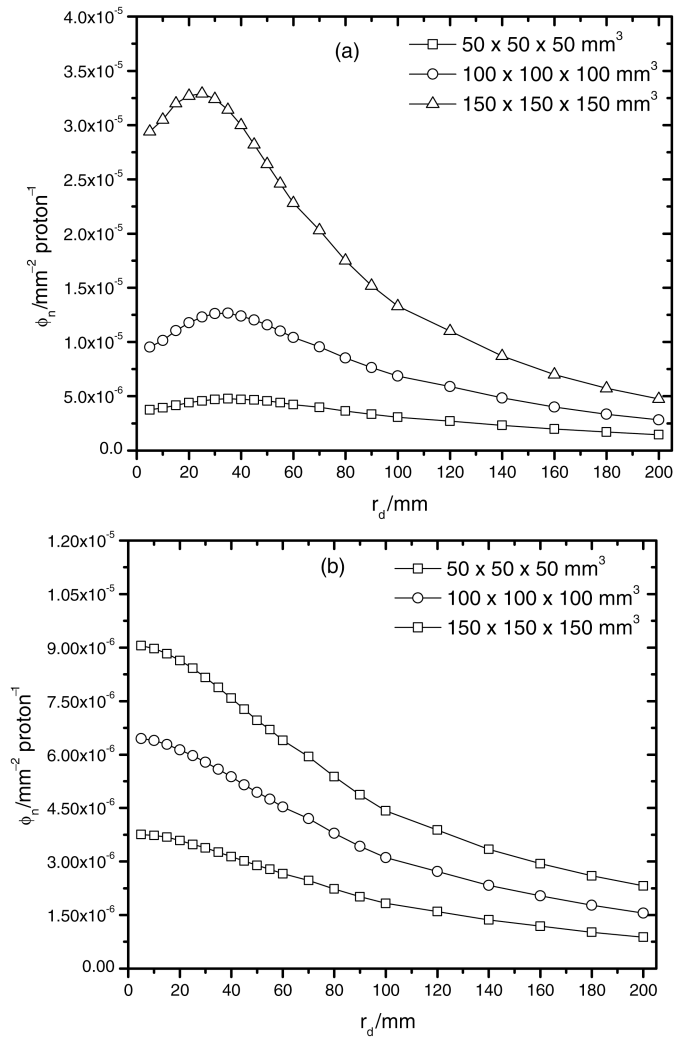 4.0x10⁻⁵
(a)
50 x 50 x 50 mm³
100 x 100 x 100 mm³
150 x 150 x 150 mm³
3.5x10⁻⁵
3.0x10⁻⁵
2.5x10⁻⁵
2.0x10⁻⁵
1.5x10⁻⁵
1.0x10⁻⁵
5.0x10⁻⁶
0.0
ϕₙ/mm⁻² proton⁻¹
0 20 40 60 80 100 120 140 160 180 200
r_d/mm
1.20x10⁻⁵
(b)
50 x 50 x 50 mm³
100 x 100 x 100 mm³
150 x 150 x 150 mm³
1.05x10⁻⁵
9.00x10⁻⁶
7.50x10⁻⁶
6.00x10⁻⁶
4.50x10⁻⁶
3.00x10⁻⁶
1.50x10⁻⁶
0.00
ϕₙ/mm⁻² proton⁻¹
0 20 40 60 80 100 120 140 160 180 200
r_d/mm